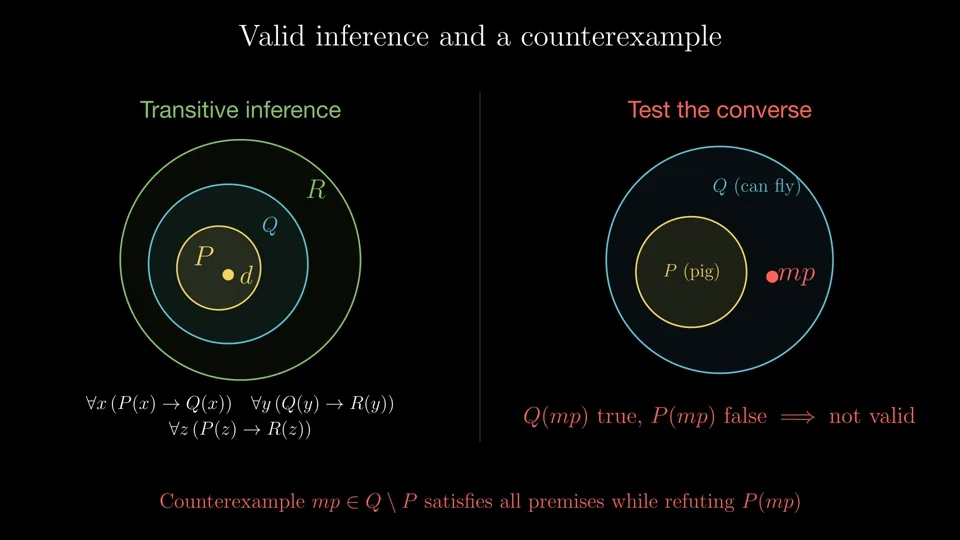 Valid inference and a counterexample
Transitive inference
R
Q
P
d
∀x (P(x) → Q(x)) ∀y (Q(y) → R(y))
∀z (P(z) → R(z))
Test the converse
Q (can fly)
P (pig)
mp
Q(mp) true, P(mp) false ⟹ not valid
Counterexample mp ∈ Q \ P satisfies all premises while refuting P(mp)